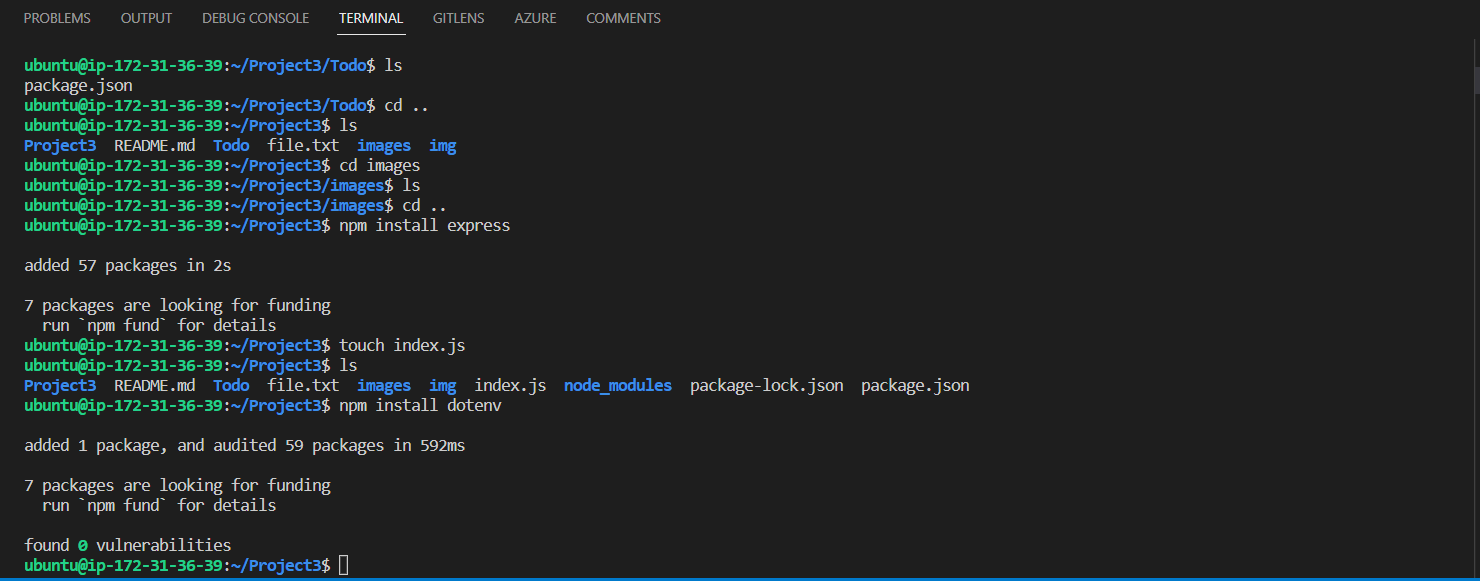 PROBLEMS OUTPUT DEBUG CONSOLE TERMINAL GITLENS AZURE COMMENTS
ubuntu@ip-172-31-36-39:~/Project3/Todo$ ls
package.json
ubuntu@ip-172-31-36-39:~/Project3/Todo$ cd ..
ubuntu@ip-172-31-36-39:~/Project3$ ls
Project3 README.md Todo file.txt images img
ubuntu@ip-172-31-36-39:~/Project3$ cd images
ubuntu@ip-172-31-36-39:~/Project3/images$ ls
ubuntu@ip-172-31-36-39:~/Project3/images$ cd ..
ubuntu@ip-172-31-36-39:~/Project3$ npm install express
added 57 packages in 2s
7 packages are looking for funding
run `npm fund` for details
ubuntu@ip-172-31-36-39:~/Project3$ touch index.js
ubuntu@ip-172-31-36-39:~/Project3$ ls
Project3 README.md Todo file.txt images img index.js node_modules package-lock.json package.json
ubuntu@ip-172-31-36-39:~/Project3$ npm install dotenv
added 1 package, and audited 59 packages in 592ms
7 packages are looking for funding
run `npm fund` for details
found 0 vulnerabilities
ubuntu@ip-172-31-36-39:~/Project3$